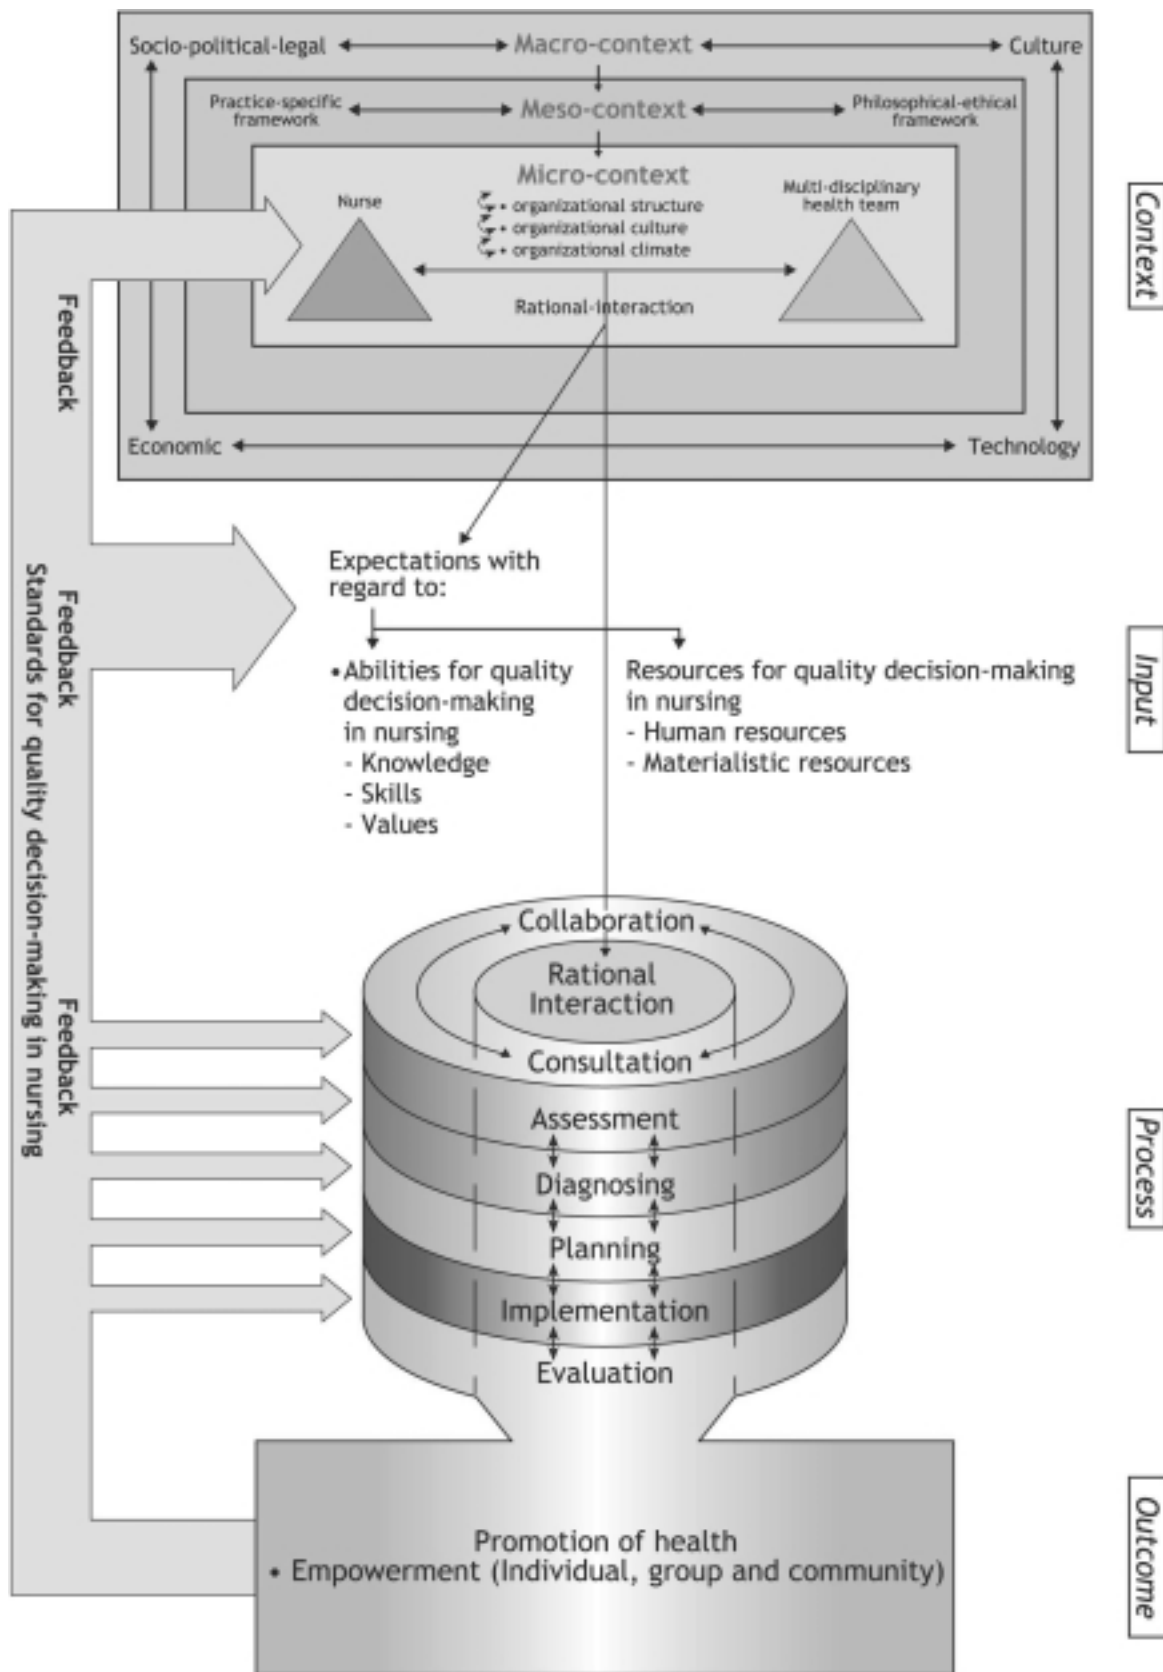 Socio-political-legal
Macro-context
Culture
Practice-specific
framework
Meso-context
Philosophical-ethical
framework
Micro-context
• organizational structure
• organizational culture
• organizational climate
Nurse
Multi-disciplinary
health team
Rational-interaction
Economic
Technology
Context
Feedback
Expectations with
regard to:
•Abilities for quality
decision-making
in nursing
- Knowledge
- Skills
- Values
Resources for quality decision-making
in nursing
- Human resources
- Materialistic resources
Input
Feedback
Standards for quality decision-making in nursing
Collaboration
Rational
Interaction
Consultation
Assessment
Diagnosing
Planning
Implementation
Evaluation
Feedback
Process
Promotion of health
• Empowerment (Individual, group and community)
Outcome